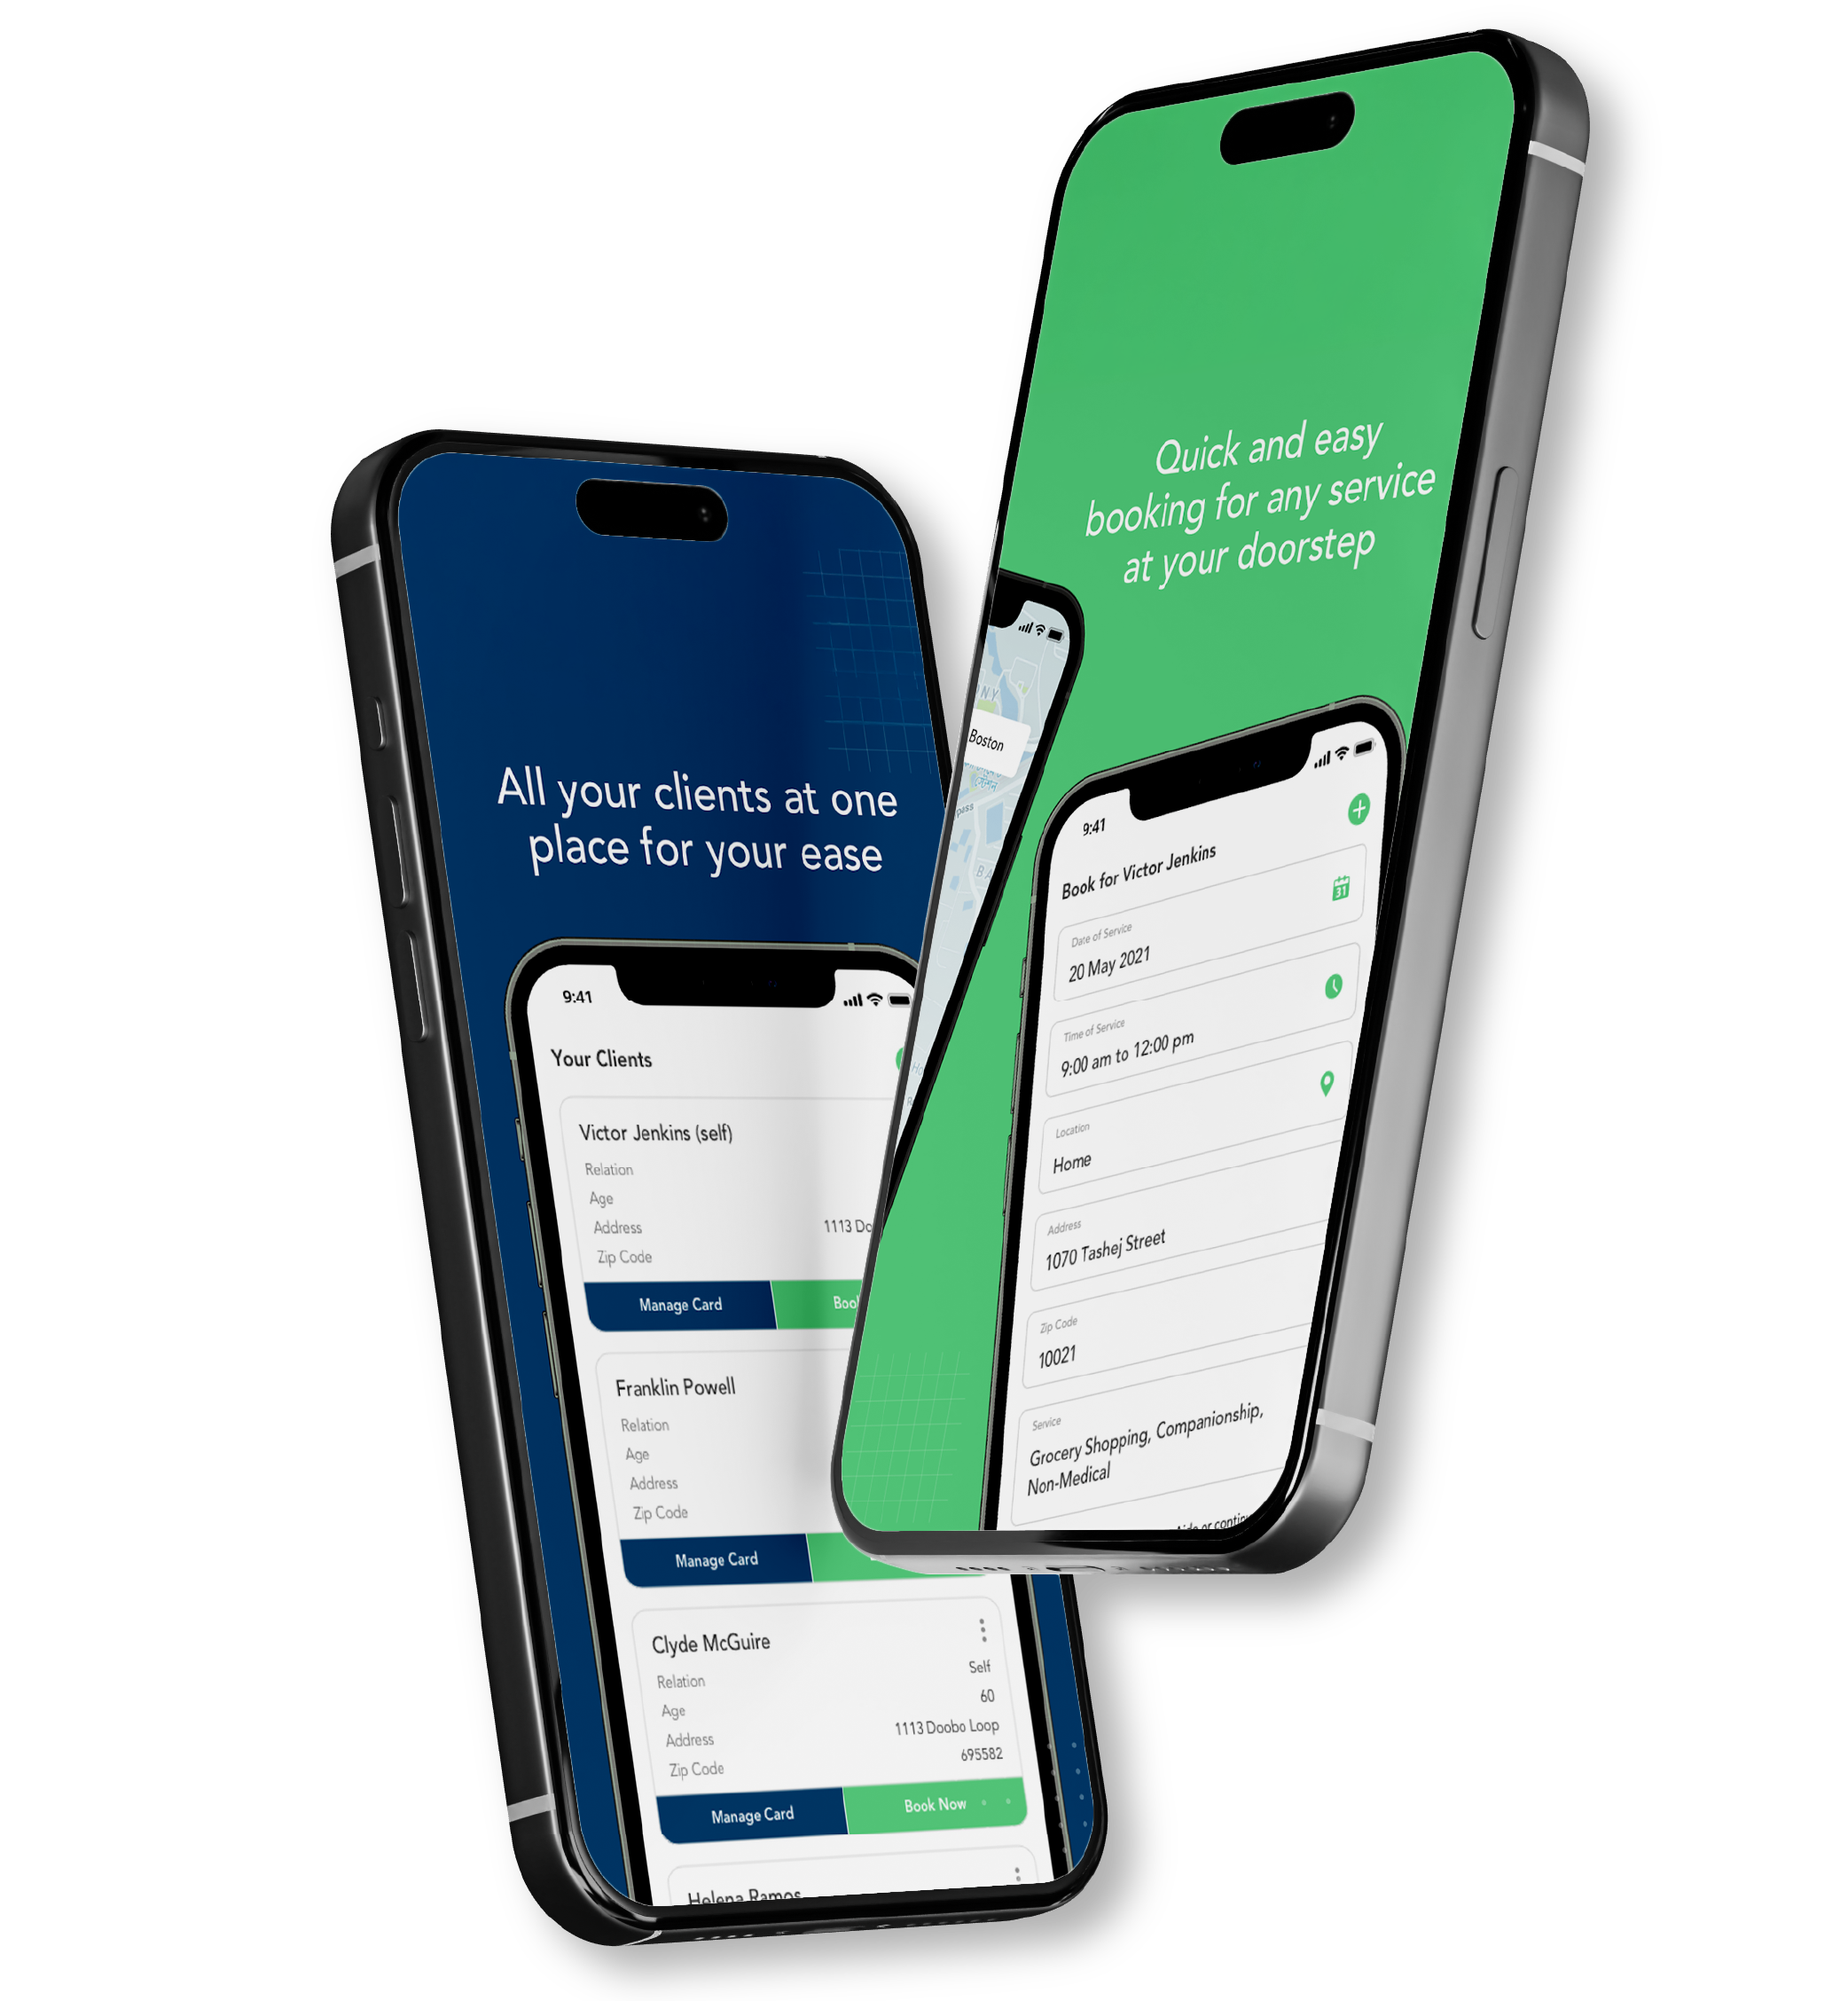 All your clients at one
place for your ease
9:41
Your Clients
Victor Jenkins (self)
Relation
Age
Address 1113
Zip Code
Manage Card
Franklin Powell
Relation
Age
Address
Zip Code
Manage Card
Clyde McGuire
Relation Self
Age 60
Address 1113 Doobo Loop
Zip Code 695582
Manage Card Book Now
Helena Ramos
Quick and easy
booking for any service
at your doorstep
Boston
pass
9:41
Book for Victor Jenkins
31
Date of Service
20 May 2021
Time of Service
9:00 am to 12:00 pm
Location
Home
Address
1070 Tashej Street
Zip Code
10021
Service
Grocery Shopping, Companionship,
Non-Medical
or